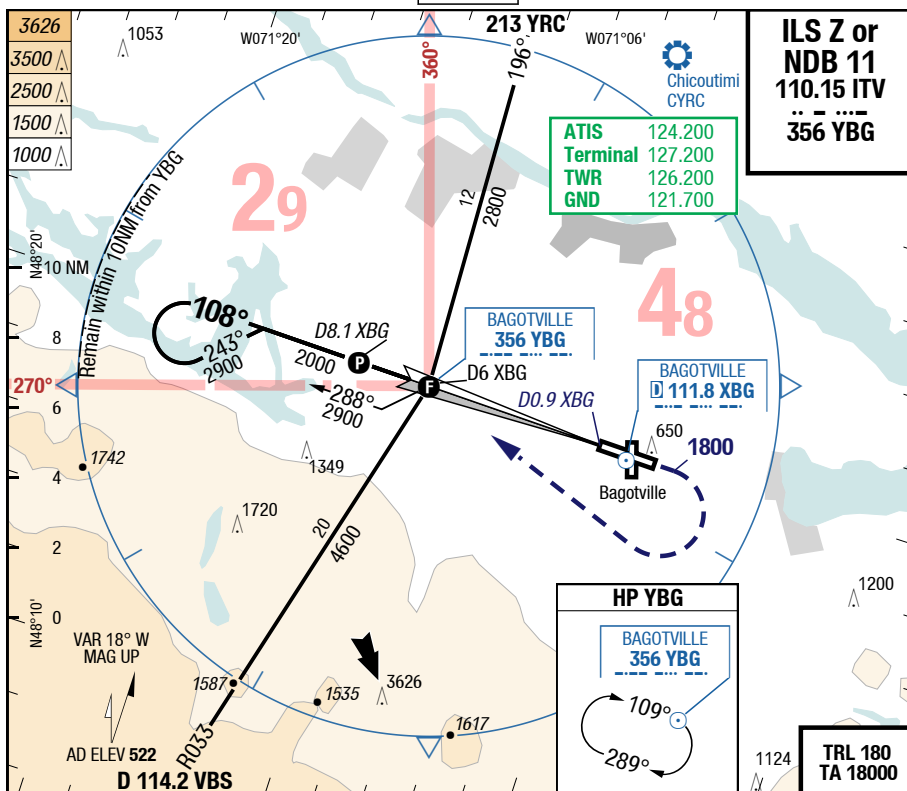 3626
3500
2500
1500
1000
1053
W071°20'
213 YRC
196°
360°
W071°06'
Chicoutimi
CYRC
ILS Z or
NDB 11
110.15 ITV
356 YBG
ATIS 124.200
Terminal 127.200
TWR 126.200
GND 121.700
29
48
12
2800
Remain within 10NM from YBG
N48°20'
10 NM
8
6
4
2
0
N48°10'
108°
243°
2900
D8.1 XBG
2000
P
270°
288°
2900
F
D6 XBG
BAGOTVILLE
356 YBG
D0.9 XBG
BAGOTVILLE
D 111.8 XBG
650
1800
Bagotville
1742
1349
1720
20
4600
1200
HP YBG
BAGOTVILLE
356 YBG
109°
289°
VAR 18° W
MAG UP
1587
1535
3626
1617
AD ELEV 522
R033
D 114.2 VBS
1124
TRL 180
TA 18000